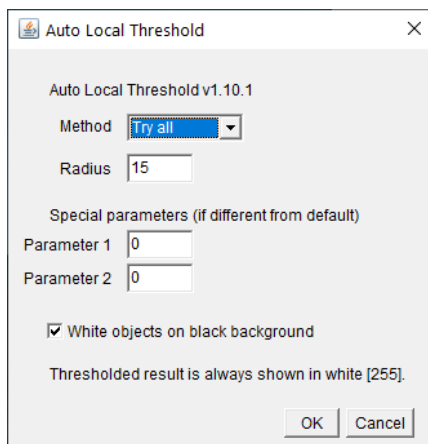 Auto Local Threshold
Auto Local Threshold v1.10.1
Method Try all
Radius 15
Special parameters (if different from default)
Parameter 1 0
Parameter 2 0
White objects on black background
Thresholded result is always shown in white [255].
OK Cancel